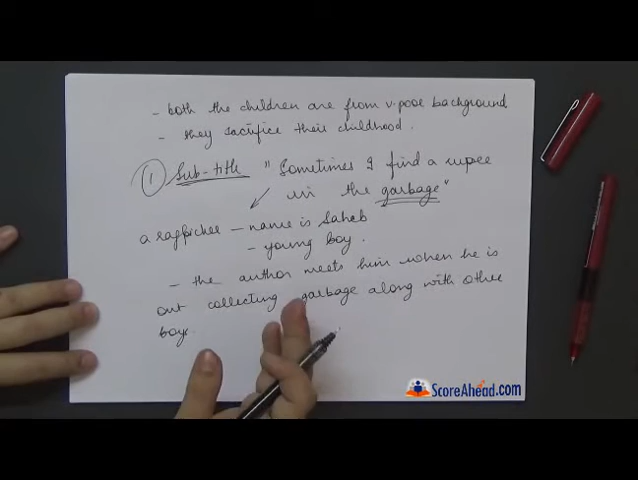 - both the children are from v. poor background
- they sacrifice their childhood.
1 Sub-title "Sometimes I find a rupee
in the garbage"
a ragpicker - name is Saheb
- young boy.
- the author meets him when he is
out collecting garbage along with other
boys.
ScoreAhead.com